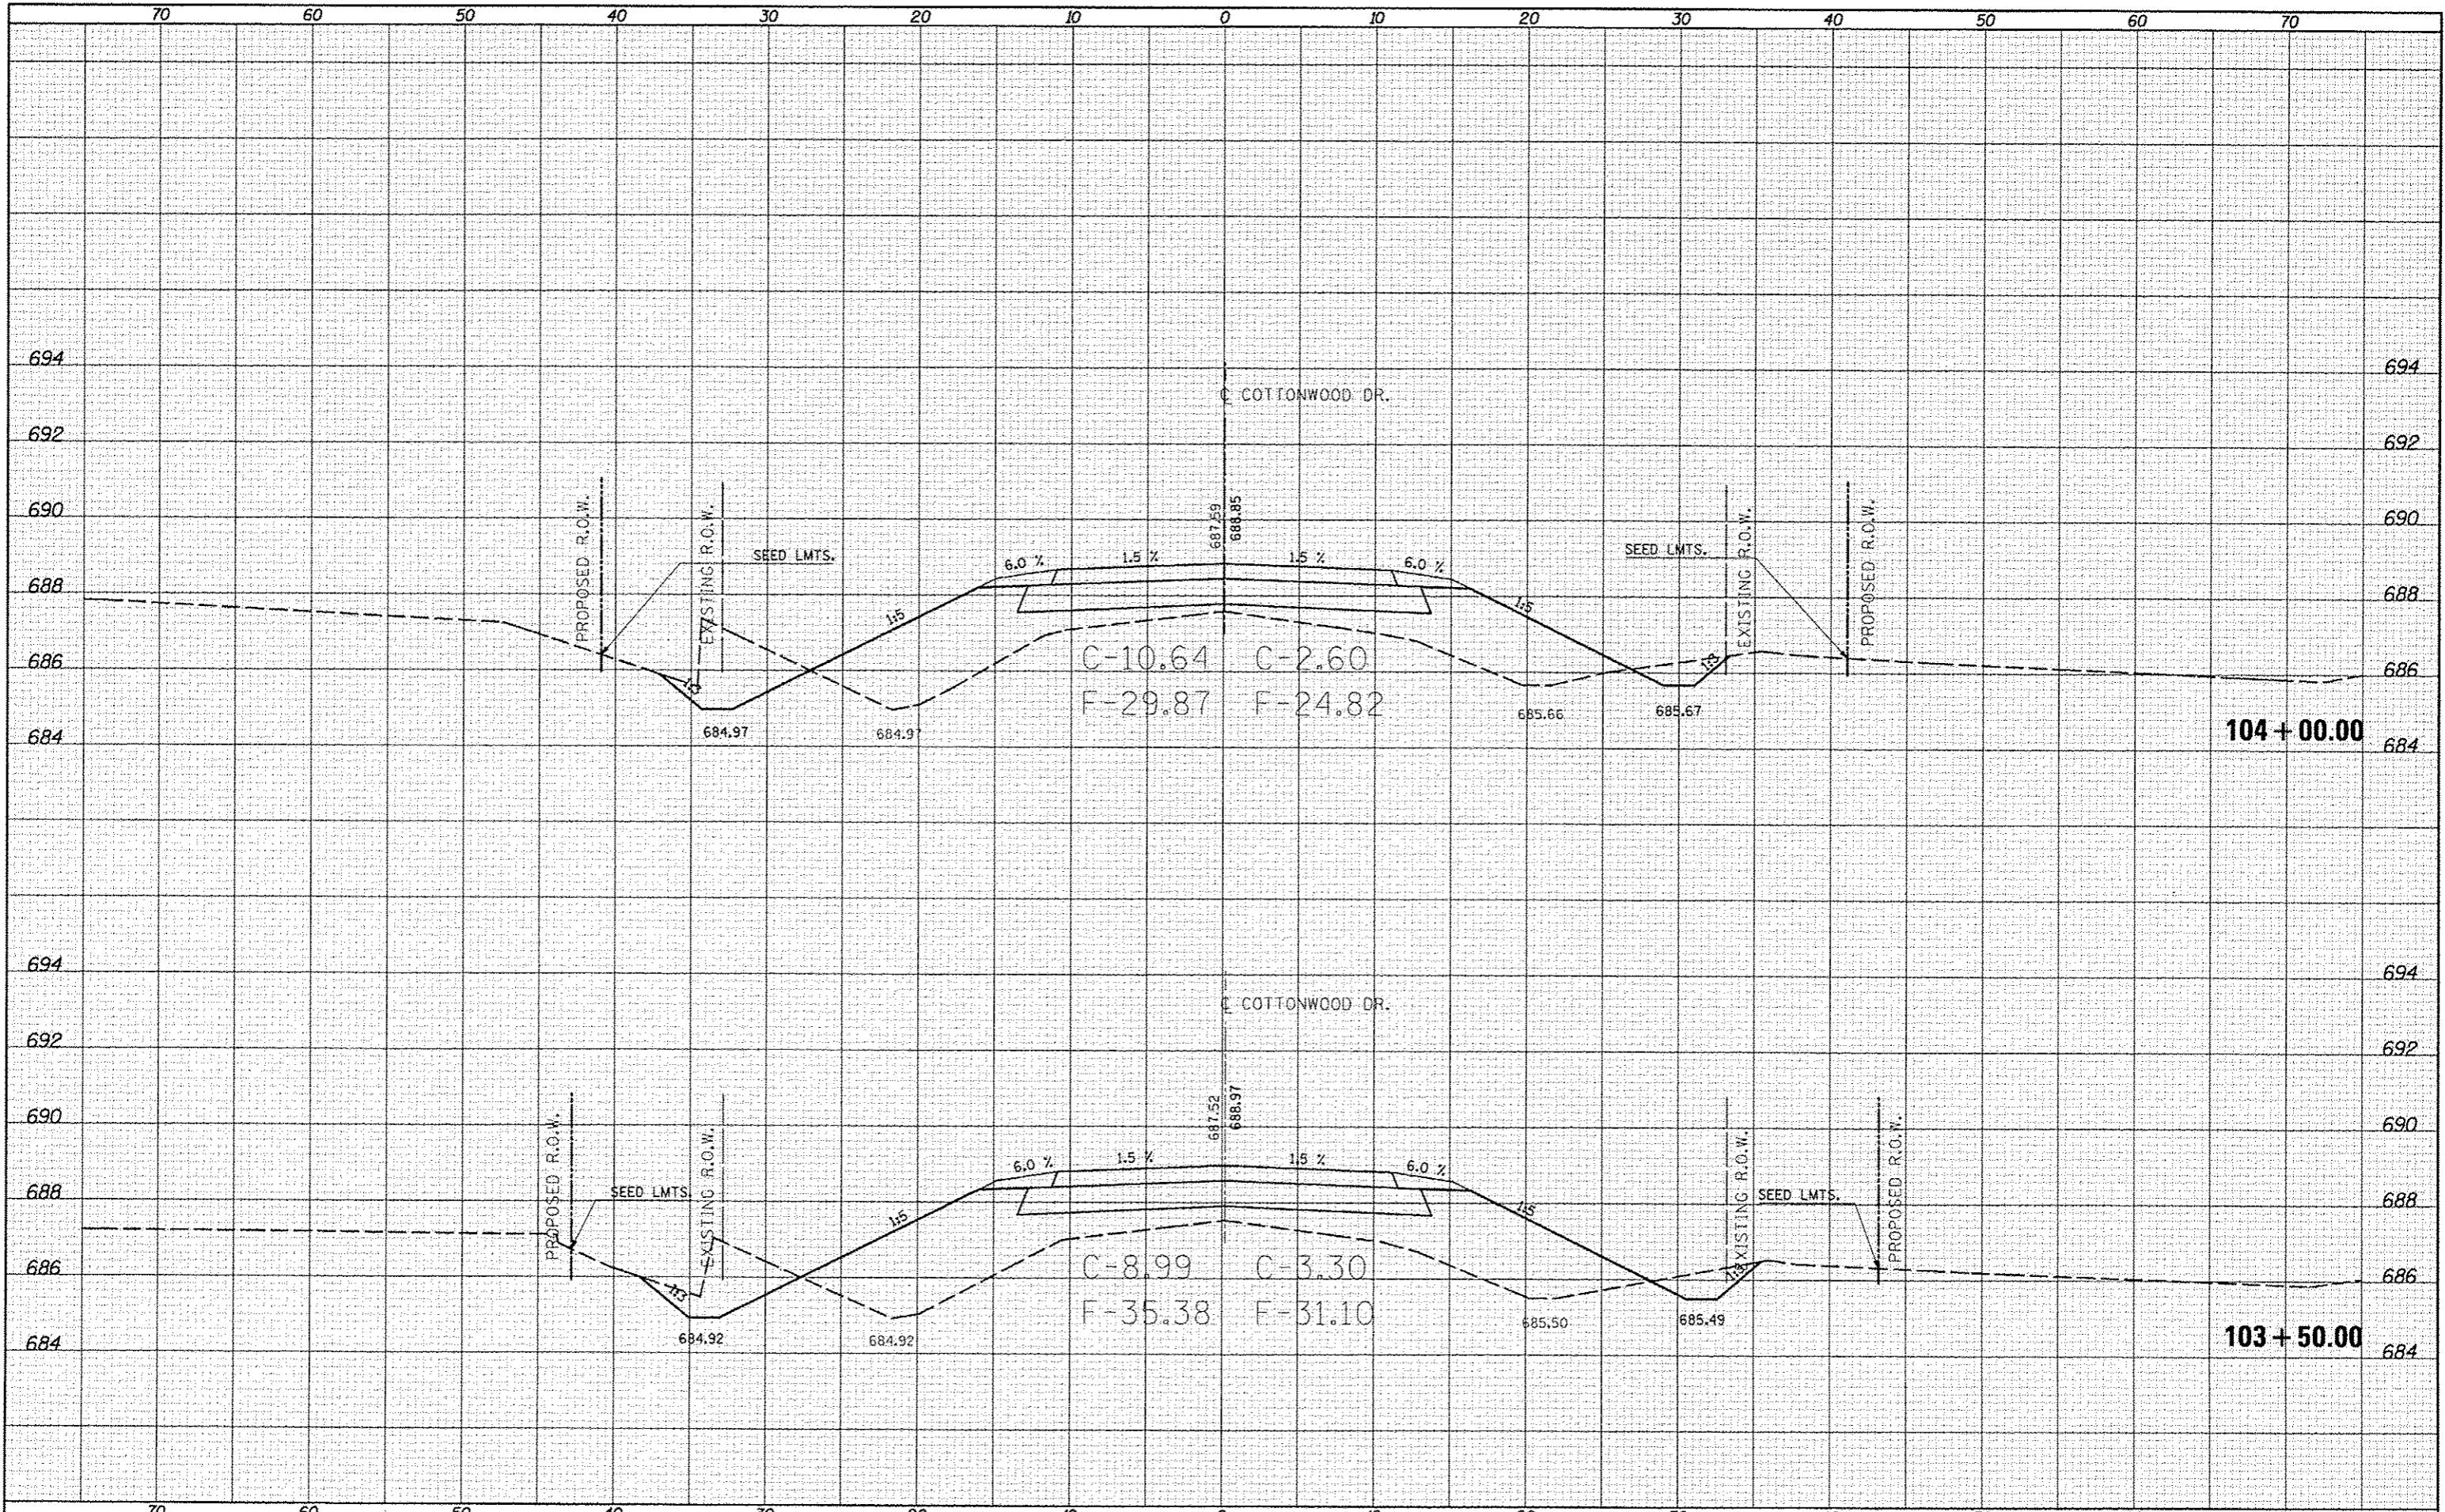 70 60 50 40 30 20 10 0 10 20 30 40 50 60 70
694 694
℄ COTTONWOOD DR.
692 692
690 690
PROPOSED R.O.W.
EXISTING R.O.W.
687.59
688.85
EXISTING R.O.W.
PROPOSED R.O.W.
SEED LMTS.
SEED LMTS.
6.0 % 1.5 % 1.5 % 6.0 %
688 688
1:5 1:5
686 686
C-10.64 C-2.60
1:3 1:3
F-29.87 F-24.82
684.97 684.97 685.66 685.67
104+00.00
684 684
694 694
℄ COTTONWOOD DR.
692 692
690 690
PROPOSED R.O.W.
EXISTING R.O.W.
687.52
688.97
EXISTING R.O.W.
PROPOSED R.O.W.
6.0 % 1.5 % 1.5 % 6.0 %
SEED LMTS.
SEED LMTS.
688 688
1:5 1:5
686 686
C-8.99 C-3.30
1:3 1:3
F-35.38 F-31.10
684.92 684.92 685.50 685.49
103+50.00
684 684